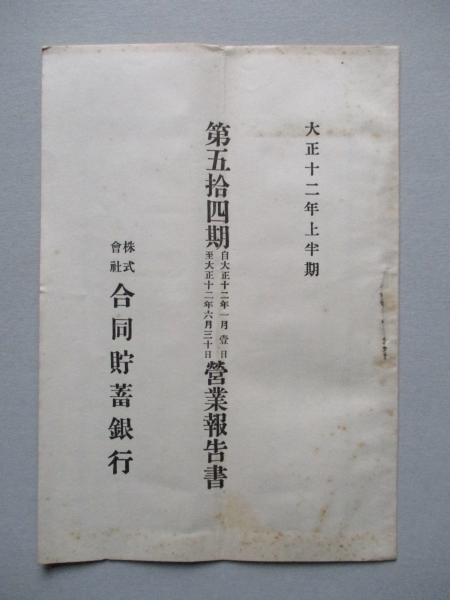 大正十二年上半期
第五拾四期自大正十二年一月壹日至大正十二年六月三十日營業報告書
株式會社合同貯蓄銀行